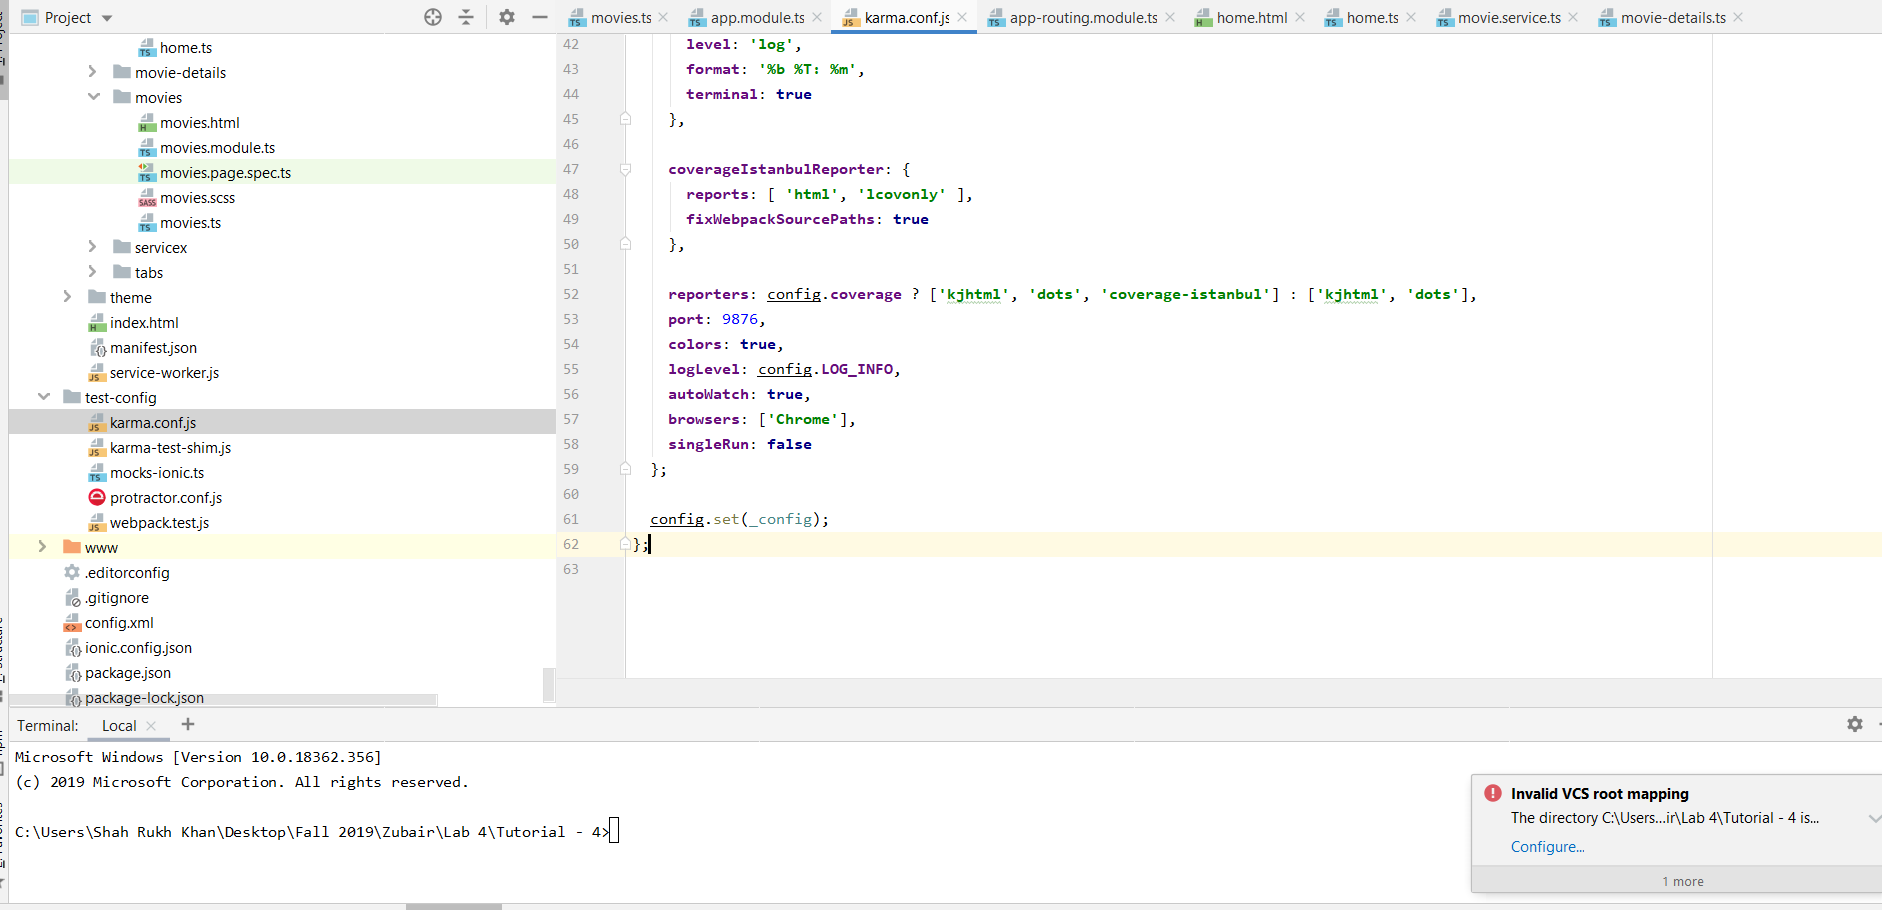 Project
movies.ts
app.module.ts
karma.conf.js
app-routing.module.ts
home.html
home.ts
movie.service.ts
movie-details.ts
home.ts
movie-details
movies
movies.html
movies.module.ts
movies.page.spec.ts
movies.scss
movies.ts
servicex
tabs
theme
index.html
manifest.json
service-worker.js
test-config
karma.conf.js
karma-test-shim.js
mocks-ionic.ts
protractor.conf.js
webpack.test.js
www
.editorconfig
.gitignore
config.xml
ionic.config.json
package.json
package-lock.json
42 level: 'log',
43 format: '%b %T: %m',
44 terminal: true
45 },
46
47 coverageIstanbulReporter: {
48 reports: [ 'html', 'lcovonly' ],
49 fixWebpackSourcePaths: true
50 },
51
52 reporters: config.coverage ? ['kjhtml', 'dots', 'coverage-istanbul'] : ['kjhtml', 'dots'],
53 port: 9876,
54 colors: true,
55 logLevel: config.LOG_INFO,
56 autoWatch: true,
57 browsers: ['Chrome'],
58 singleRun: false
59 };
60
61 config.set(_config);
62 };
63
Terminal: Local
Microsoft Windows [Version 10.0.18362.356]
(c) 2019 Microsoft Corporation. All rights reserved.
C:\Users\Shah Rukh Khan\Desktop\Fall 2019\Zubair\Lab 4\Tutorial - 4>
Invalid VCS root mapping
The directory C:\Users...ir\Lab 4\Tutorial - 4 is...
Configure...
1 more